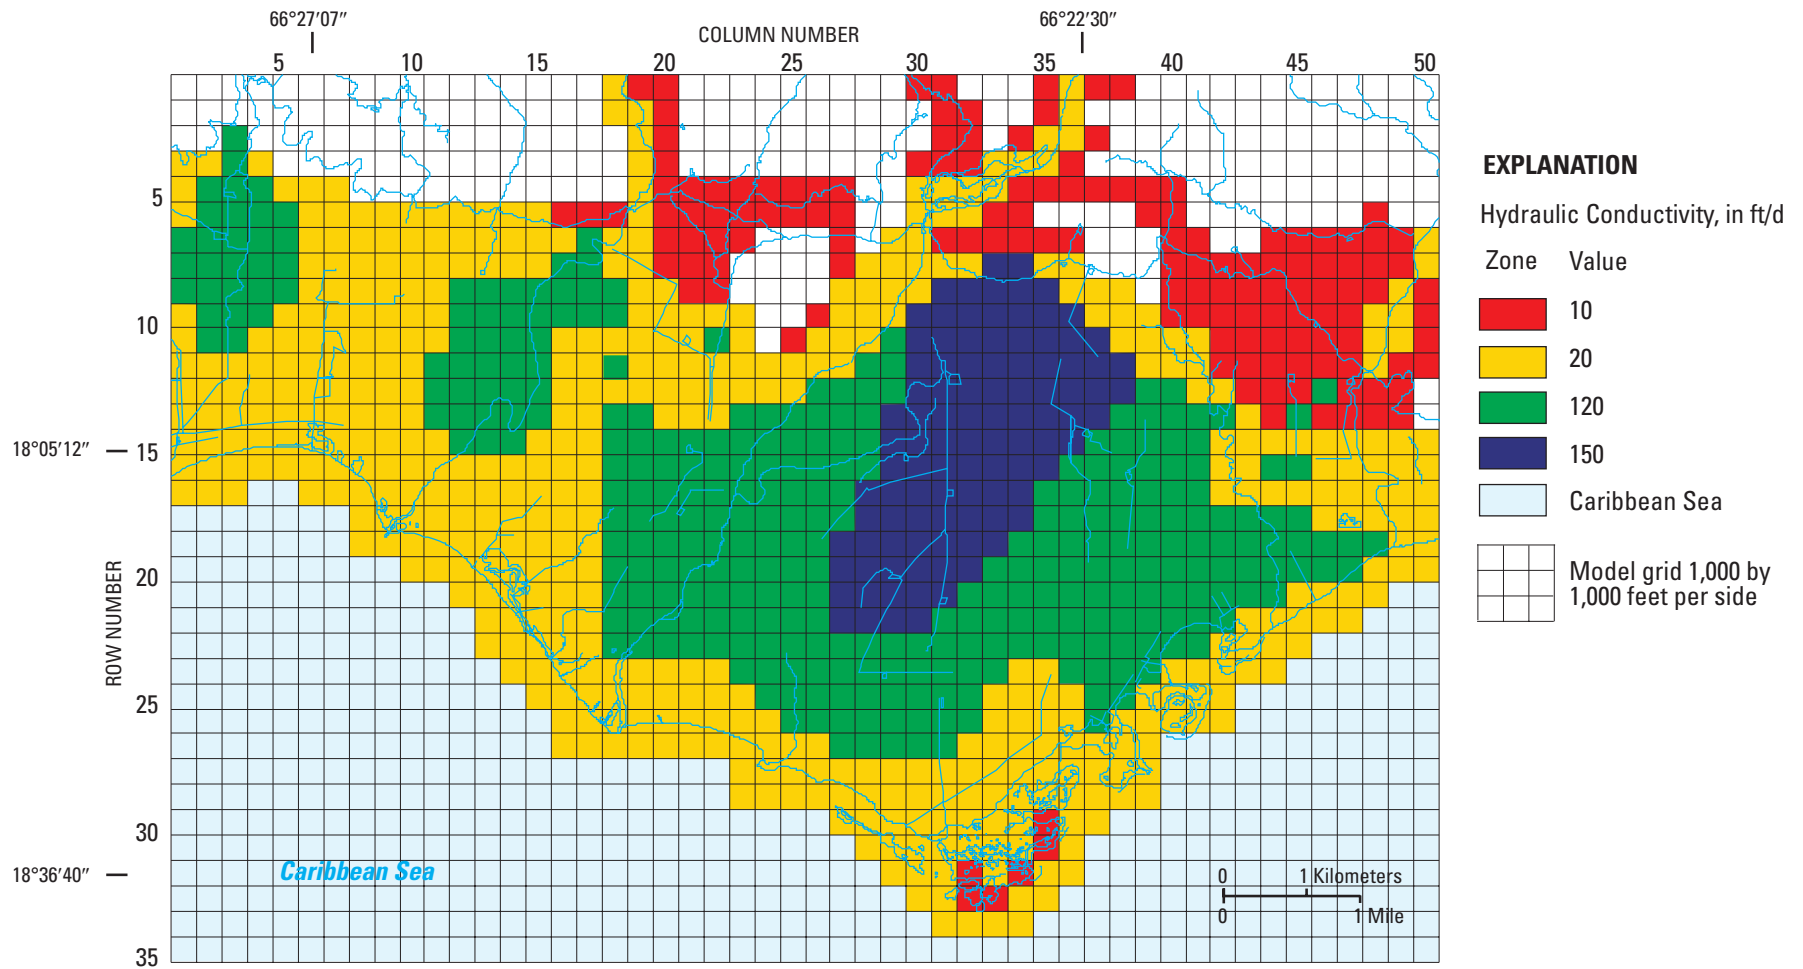 66°27′07″
66°22′30″
COLUMN NUMBER
5 10 15 20 25 30 35 40 45 50
5
10
18°05′12″
15
20
25
30
18°36′40″
35
ROW NUMBER
Caribbean Sea
0 1 Kilometers
0 1 Mile
EXPLANATION
Hydraulic Conductivity, in ft/d
Zone Value
10
20
120
150
Caribbean Sea
Model grid 1,000 by
1,000 feet per side